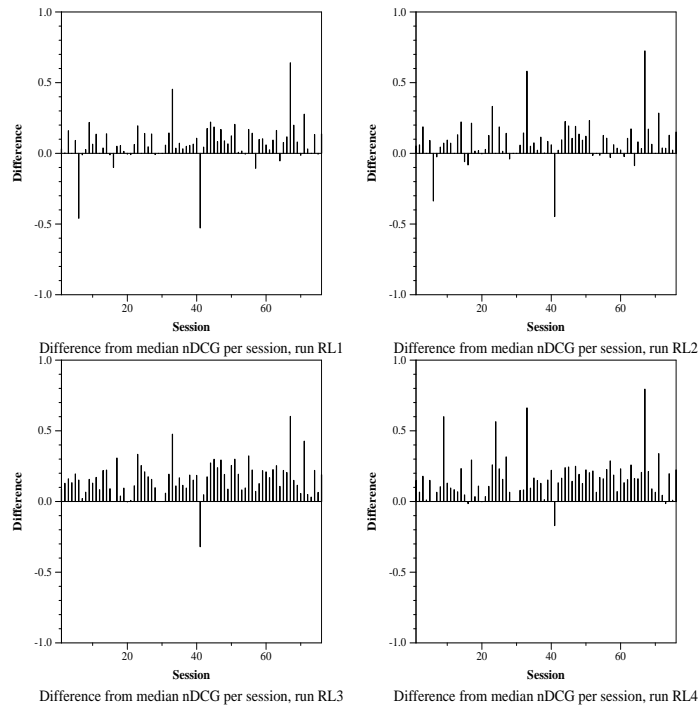 1.0
0.5
0.0
-0.5
-1.0
Difference
20
40
60
Session
Difference from median nDCG per session, run RL1
1.0
0.5
0.0
-0.5
-1.0
Difference
20
40
60
Session
Difference from median nDCG per session, run RL2
1.0
0.5
0.0
-0.5
-1.0
Difference
20
40
60
Session
Difference from median nDCG per session, run RL3
1.0
0.5
0.0
-0.5
-1.0
Difference
20
40
60
Session
Difference from median nDCG per session, run RL4